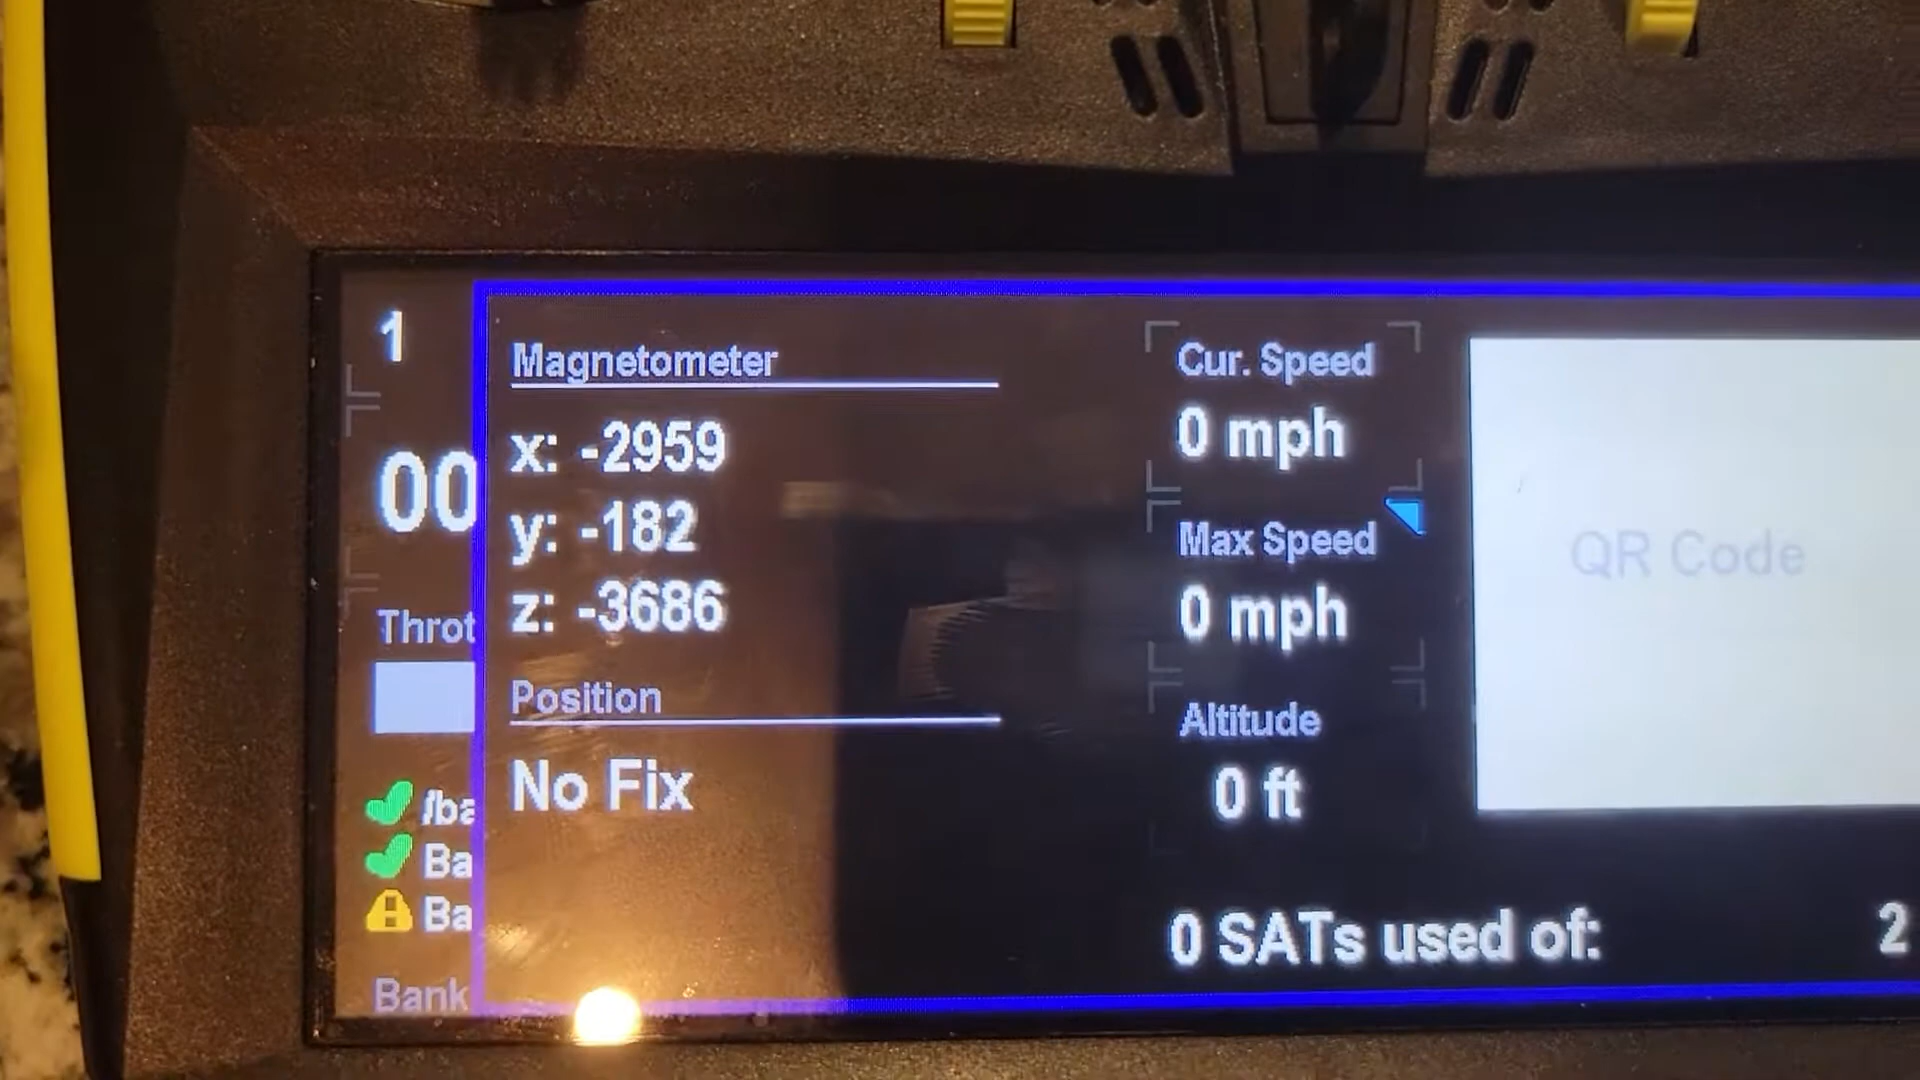 1
00
Throt
/ba
Ba
Ba
Bank
Magnetometer
x: -2959
y: -182
z: -3686
Position
No Fix
Cur. Speed
0 mph
Max Speed
0 mph
Altitude
0 ft
QR Code
0 SATs used of:
2